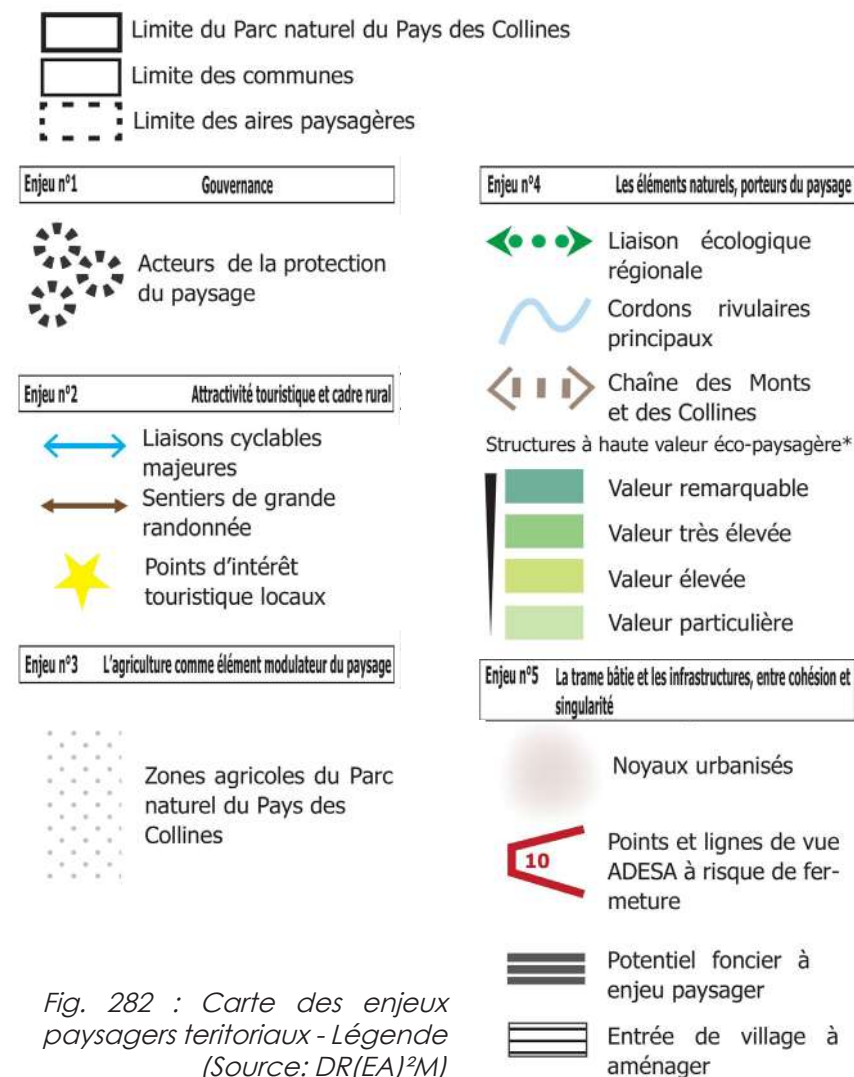 Limite du Parc naturel du Pays des Collines
Limite des communes
Limite des aires paysagères
Enjeu n°1 Gouvernance
Acteurs de la protection
du paysage
Enjeu n°2 Attractivité touristique et cadre rural
Liaisons cyclables
majeures
Sentiers de grande
randonnée
Points d'intérêt
touristique locaux
Enjeu n°3 L'agriculture comme élément modulateur du paysage
Zones agricoles du Parc
naturel du Pays des
Collines
Fig. 282 : Carte des enjeux
paysagers teritoriaux - Légende
(Source: DR(EA)²M)
Enjeu n°4 Les éléments naturels, porteurs du paysage
Liaison écologique
régionale
Cordons rivulaires
principaux
Chaîne des Monts
et des Collines
Structures à haute valeur éco-paysagère*
Valeur remarquable
Valeur très élevée
Valeur élevée
Valeur particulière
Enjeu n°5 La trame bâtie et les infrastructures, entre cohésion et
singularité
Noyaux urbanisés
10
Points et lignes de vue
ADESA à risque de fer-
meture
Potentiel foncier à
enjeu paysager
Entrée de village à
aménager